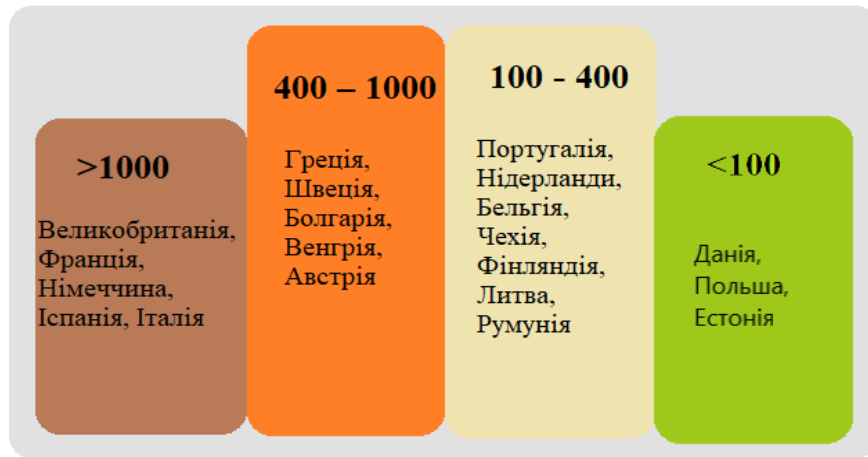 >1000
Великобританія,
Франція,
Німеччина,
Іспанія, Італія
400 – 1000
Греція,
Швеція,
Болгарія,
Венгрія,
Австрія
100 - 400
Португалія,
Нідерланди,
Бельгія,
Чехія,
Фінляндія,
Литва,
Румунія
<100
Данія,
Польша,
Естонія